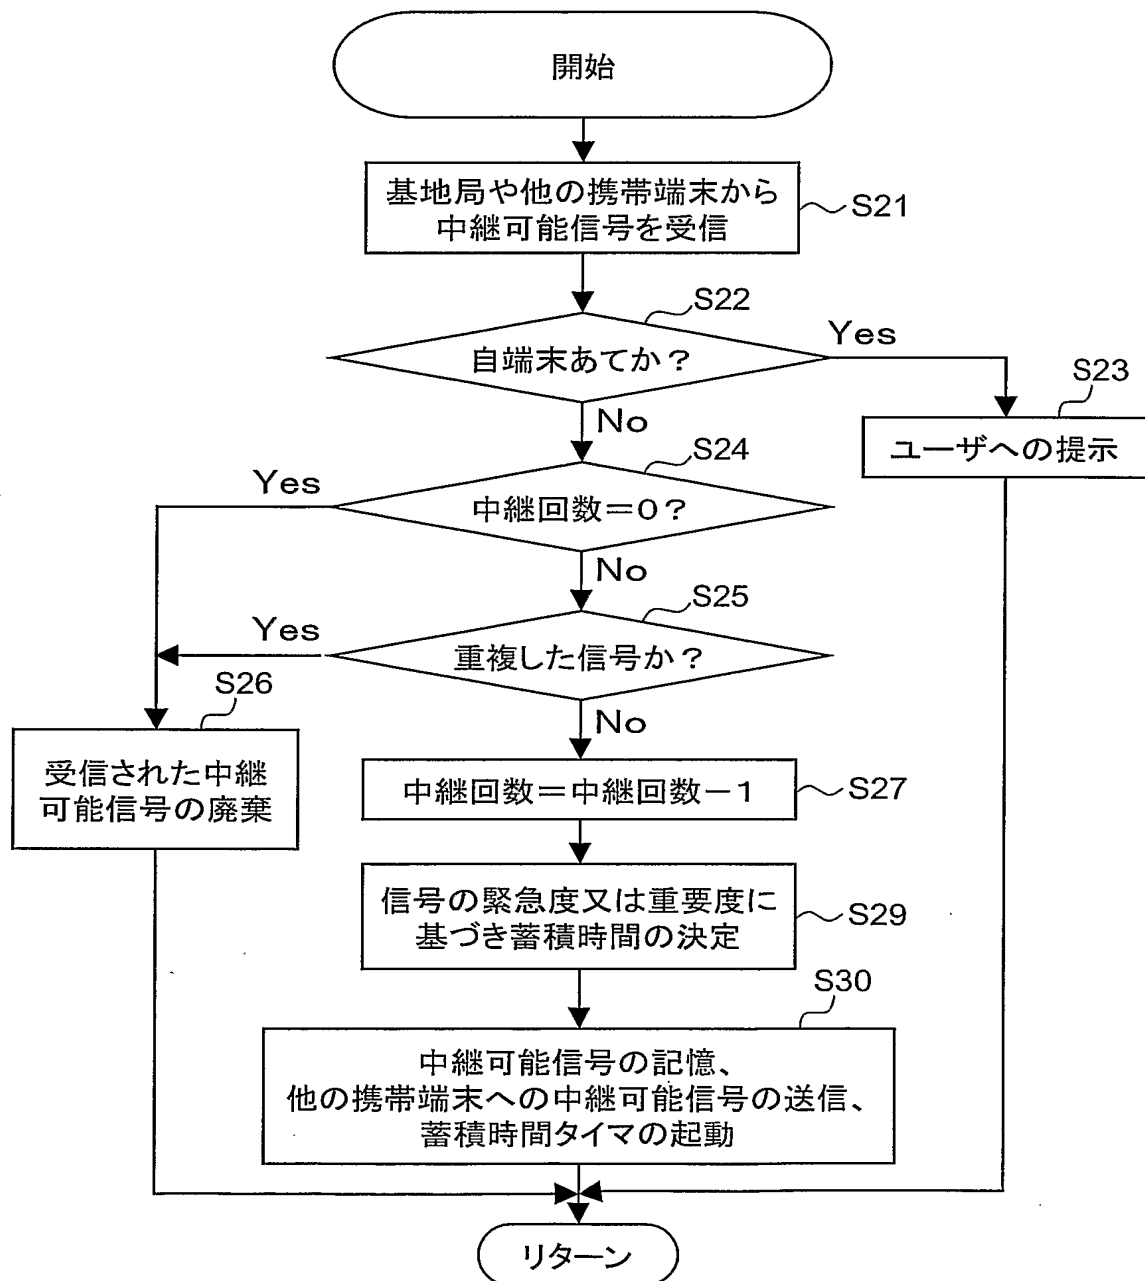 開始
基地局や他の携帯端末から
中継可能信号を受信
S21
S22
自端末あてか？
Yes
No
S23
ユーザへの提示
S24
中継回数＝0？
Yes
No
S25
重複した信号か？
Yes
No
S26
受信された中継
可能信号の廃棄
中継回数＝中継回数－1
S27
信号の緊急度又は重要度に
基づき蓄積時間の決定
S29
S30
中継可能信号の記憶、
他の携帯端末への中継可能信号の送信、
蓄積時間タイマの起動
リターン